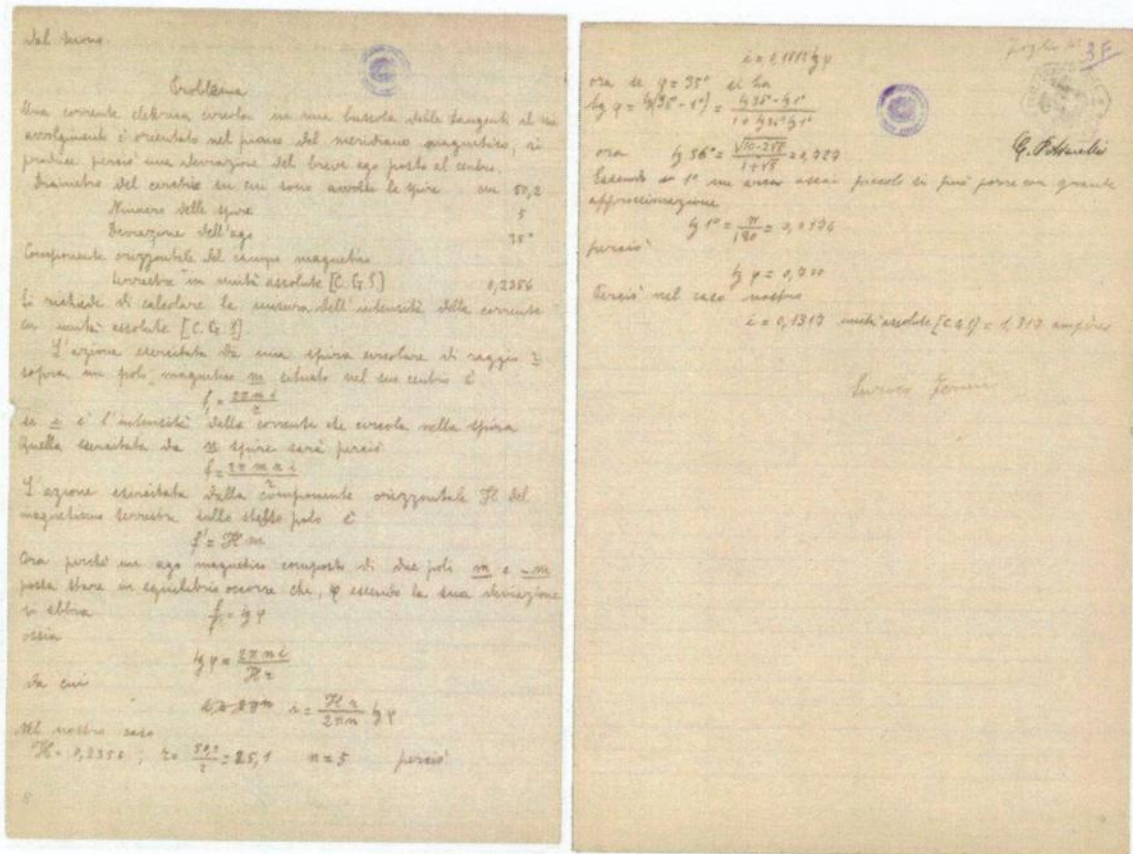 Problema
Una corrente elettrica circola in una bussola delle tangenti il cui
avvolgimento è orientato nel piano del meridiano magnetico; si
produce perciò una deviazione del breve ago posto al centro.
Diametro del cerchio su cui sono avvolte le spire cm 50,2
Numero delle spire 5
Deviazione dell'ago 35°
Componente orizzontale del campo magnetico
terrestre in unità assolute [C.G.S] 0,2356
Si richiede di calcolare la misura dell'intensità della corrente
in unità assolute [C.G.S]
L'azione esercitata da una spira circolare di raggio r
sopra un polo magnetico m situato nel suo centro è
f₁ = 2πmi/r
se i è l'intensità della corrente che circola nella spira
Quella esercitata da n spire sarà perciò
f = 2πmni/r
L'azione esercitata dalla componente orizzontale H del
magnetismo terrestre sullo stesso polo è
f' = Hm
Ora perchè un ago magnetico composto di due poli m e -m
possa stare in equilibrio occorre che, φ essendo la sua deviazione
si abbia f/f' = tg φ
ossia
tg φ = 2πni/Hr
da cui
i = Hr/2πn tg φ
Nel nostro caso
H = 0,2356 ; r = 50,2/2 = 25,1 n = 5 perciò
Foglio Nº 3F
i = 0,1882 tg φ
ora se φ = 35° si ha
tg φ = tg(36° - 1°) = tg 36° - tg 1° / 1 + tg 36° tg 1°
ora tg 36° = √10-2√5 / 1+√5 = 0,727
Essendo 1° un arco assai piccolo si può porre con grande
approssimazione
tg 1° = π/180 = 0,0174
perciò
tg φ = 0,700
Perciò nel caso nostro
i = 0,1317 unità assolute [C.G.S] = 1,317 ampères
Enrico Fermi